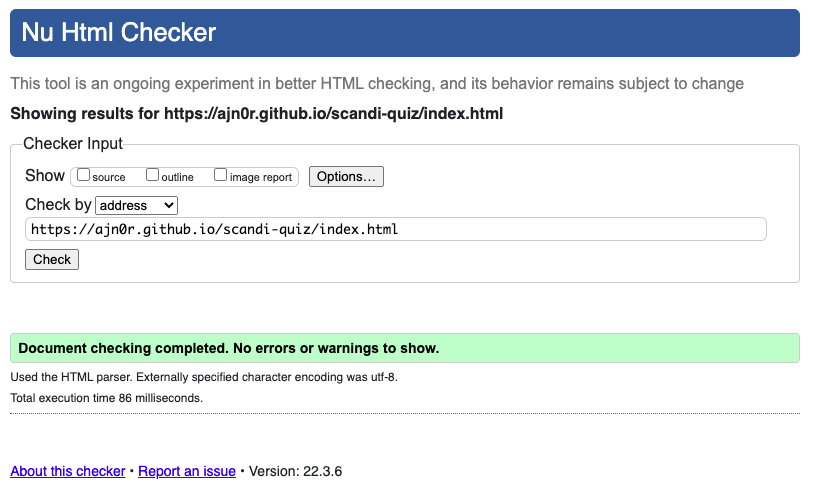 Nu Html Checker
This tool is an ongoing experiment in better HTML checking, and its behavior remains subject to change
Showing results for https://ajn0r.github.io/scandi-quiz/index.html
Checker Input
Show source outline image report Options...
Check by address
https://ajn0r.github.io/scandi-quiz/index.html
Check
Document checking completed. No errors or warnings to show.
Used the HTML parser. Externally specified character encoding was utf-8.
Total execution time 86 milliseconds.
About this checker • Report an issue • Version: 22.3.6